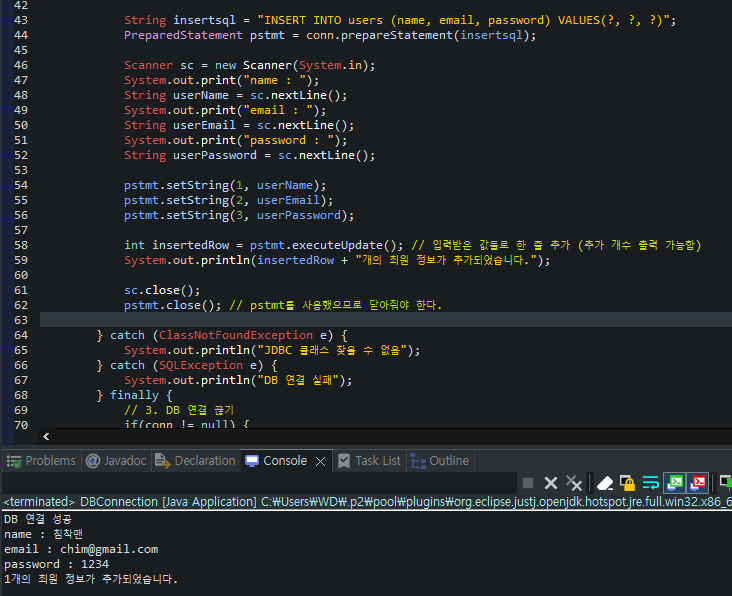 42
43 String insertsql = "INSERT INTO users (name, email, password) VALUES(?, ?, ?)";
44 PreparedStatement pstmt = conn.prepareStatement(insertsql);
45
46 Scanner sc = new Scanner(System.in);
47 System.out.print("name : ");
48 String userName = sc.nextLine();
49 System.out.print("email : ");
50 String userEmail = sc.nextLine();
51 System.out.print("password : ");
52 String userPassword = sc.nextLine();
53
54 pstmt.setString(1, userName);
55 pstmt.setString(2, userEmail);
56 pstmt.setString(3, userPassword);
57
58 int insertedRow = pstmt.executeUpdate(); // 입력받은 값들로 한 줄 추가 (추가 개수 출력 가능함)
59 System.out.println(insertedRow + "개의 회원 정보가 추가되었습니다.");
60
61 sc.close();
62 pstmt.close(); // pstmt를 사용했으므로 닫아줘야 한다.
63
64 } catch (ClassNotFoundException e) {
65 System.out.println("JDBC 클래스 찾을 수 없음");
66 } catch (SQLException e) {
67 System.out.println("DB 연결 실패");
68 } finally {
69 // 3. DB 연결 끊기
70 if(conn != null) {
Problems @ Javadoc Declaration Console Task List Outline
<terminated> DBConnection [Java Application] C:₩Users₩WD₩.p2₩pool₩plugins₩org.eclipse.justj.openjdk.hotspot.jre.full.win32.x86_6
DB 연결 성공
name : 침착맨
email : chim@gmail.com
password : 1234
1개의 회원 정보가 추가되었습니다.